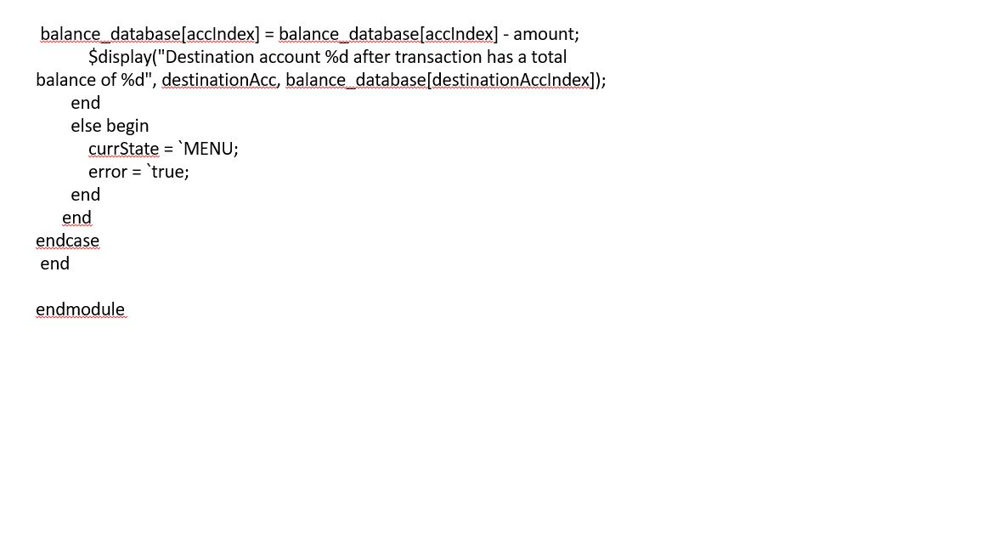 balance_database[accIndex] = balance_database[accIndex] - amount;
$display("Destination account %d after transaction has a total
balance of %d", destinationAcc, balance_database[destinationAccIndex]);
end
else begin
currState = `MENU;
error = `true;
end
end
endcase
end
endmodule